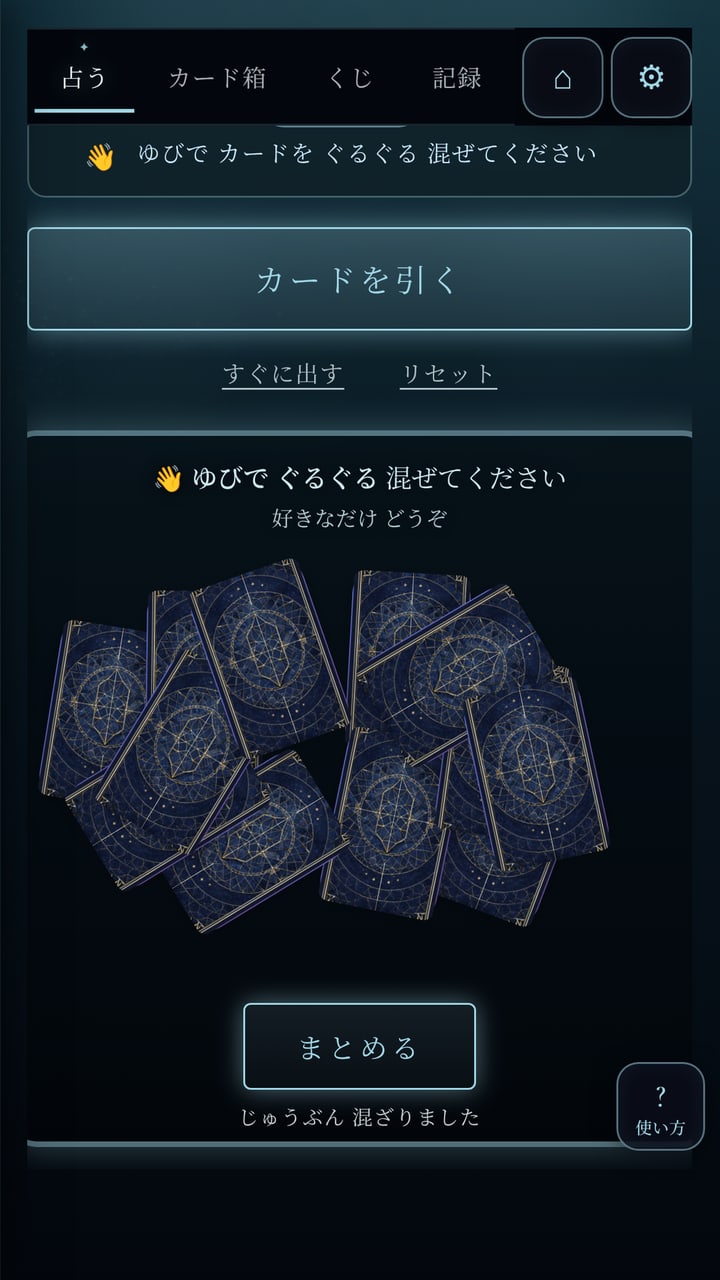 占う カード箱 くじ 記録
ゆびで カードを ぐるぐる 混ぜてください
カードを引く
すぐに出す リセット
ゆびで ぐるぐる 混ぜてください
好きなだけ どうぞ
まとめる
じゅうぶん 混ざりました
?
使い方